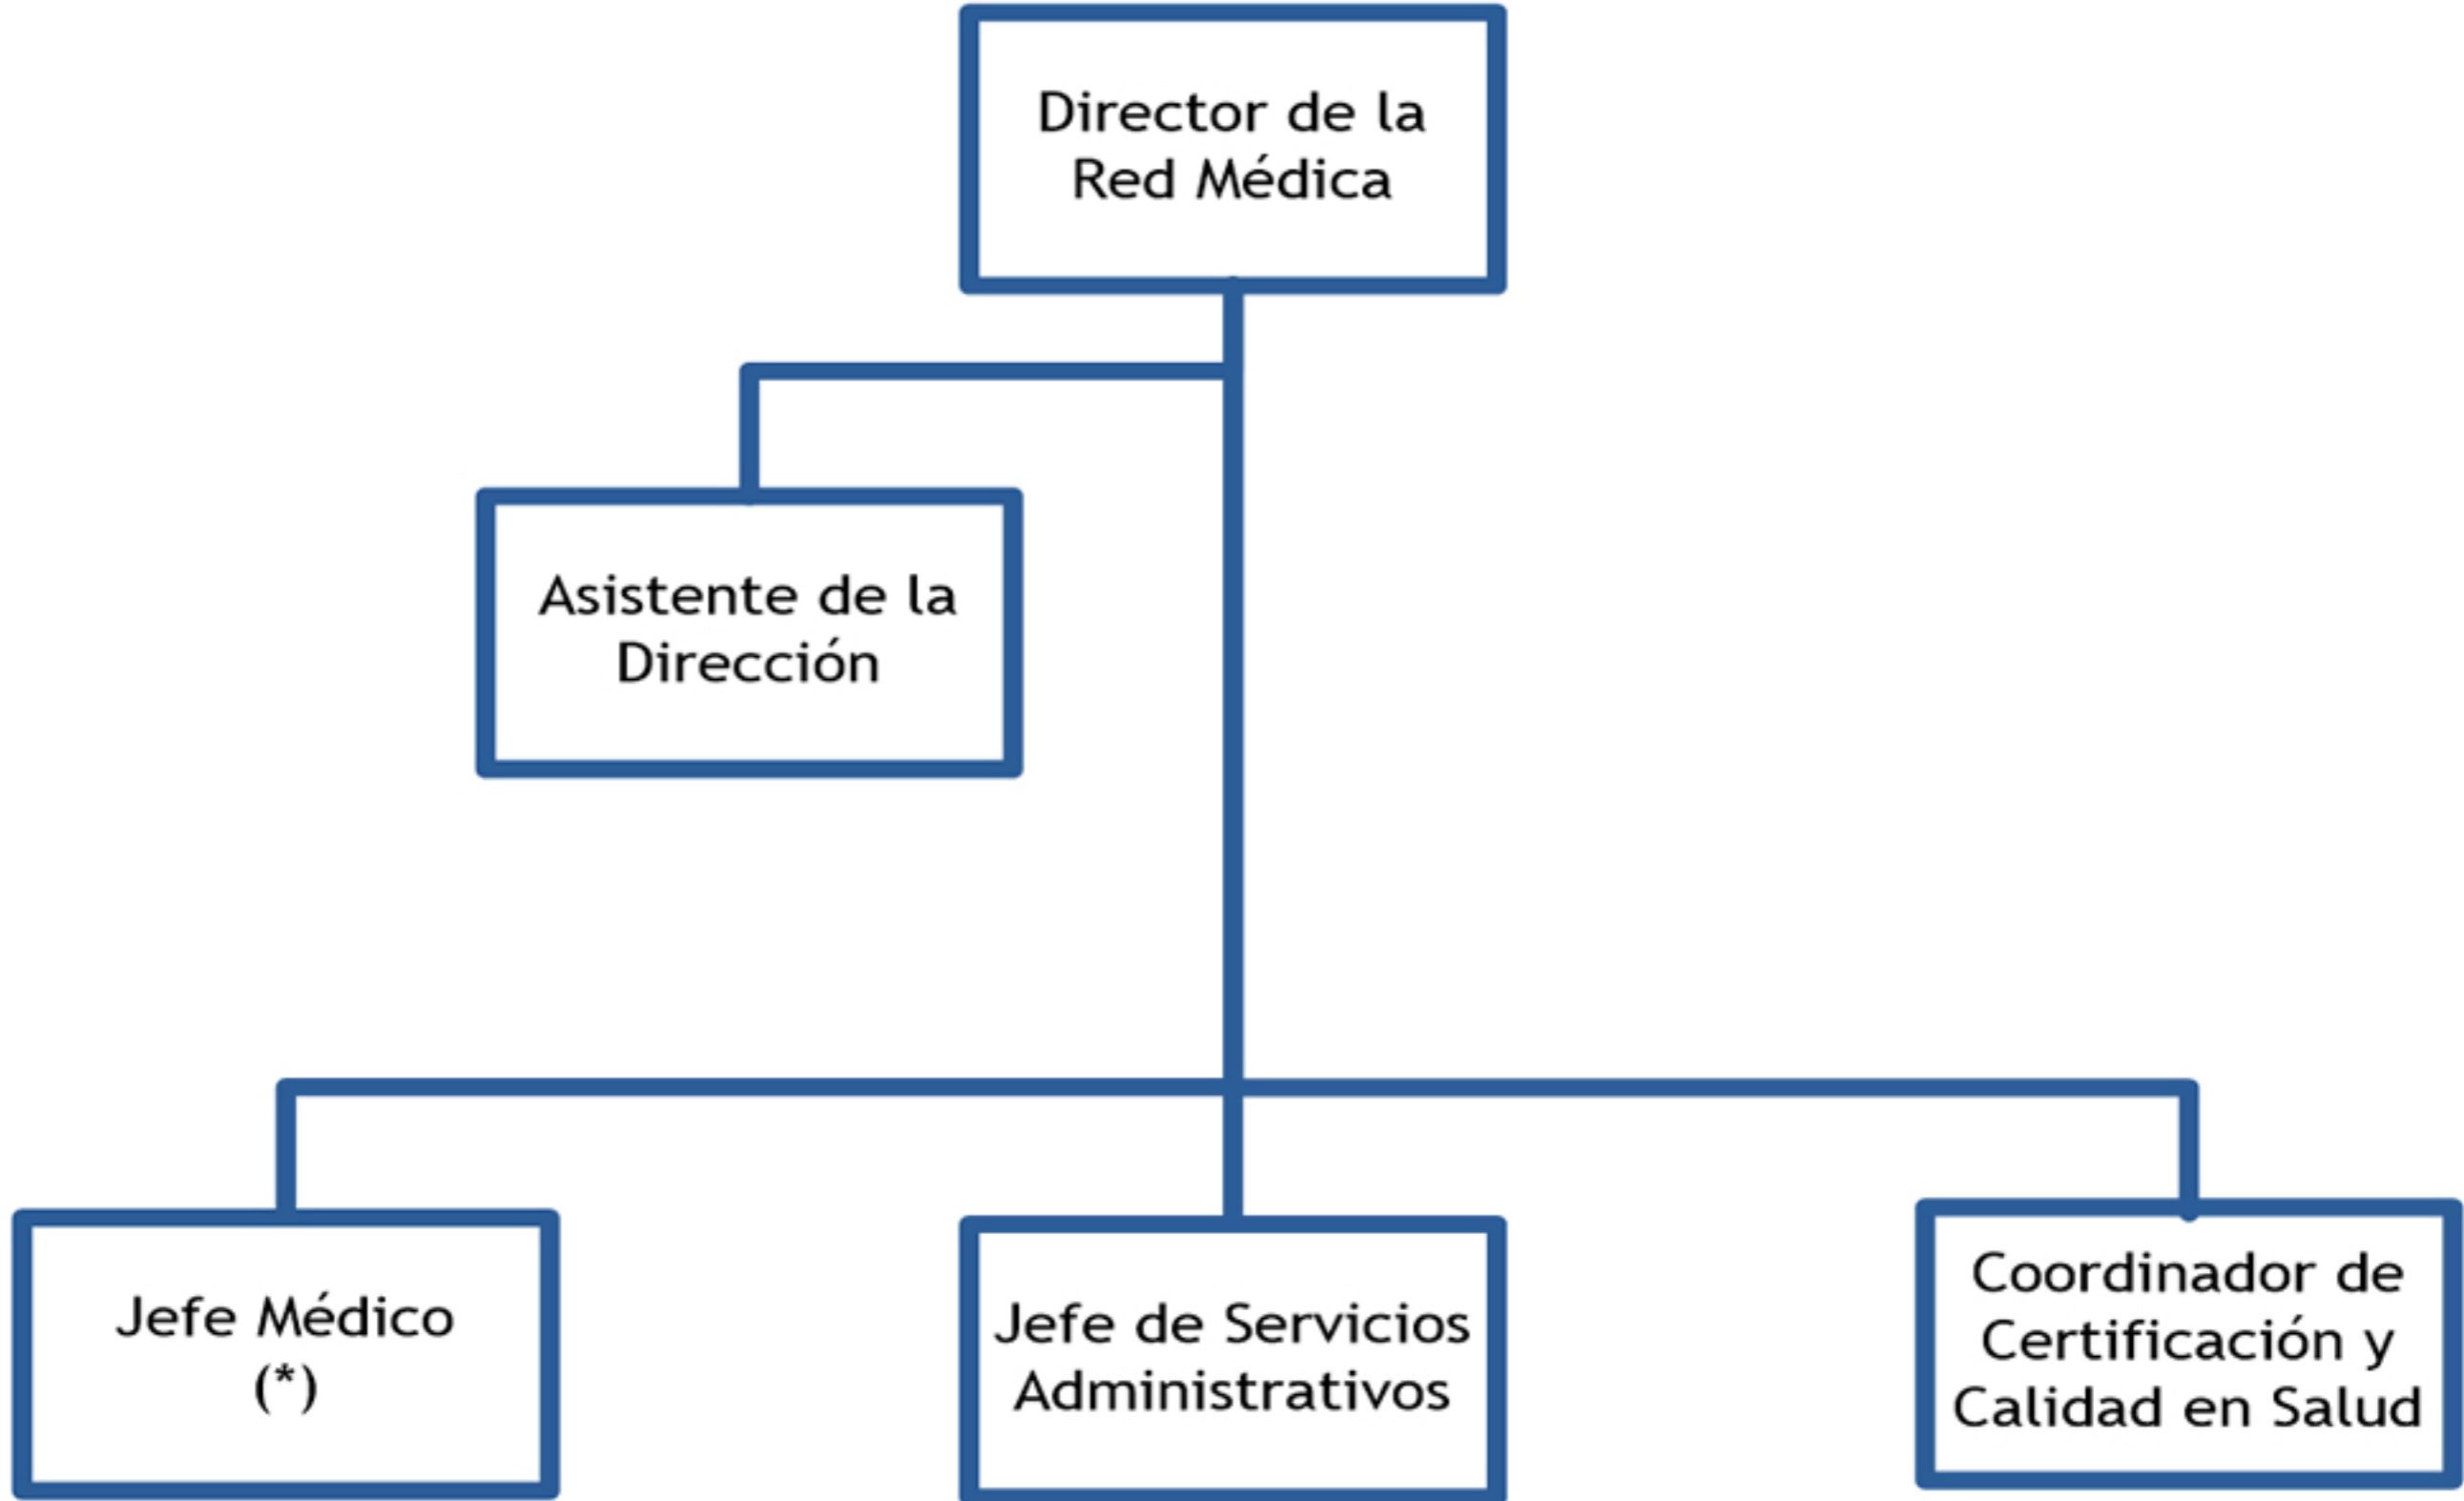 Director de la
Red Médica
Asistente de la
Dirección
Jefe Médico
(*)
Jefe de Servicios
Administrativos
Coordinador de
Certificación y
Calidad en Salud